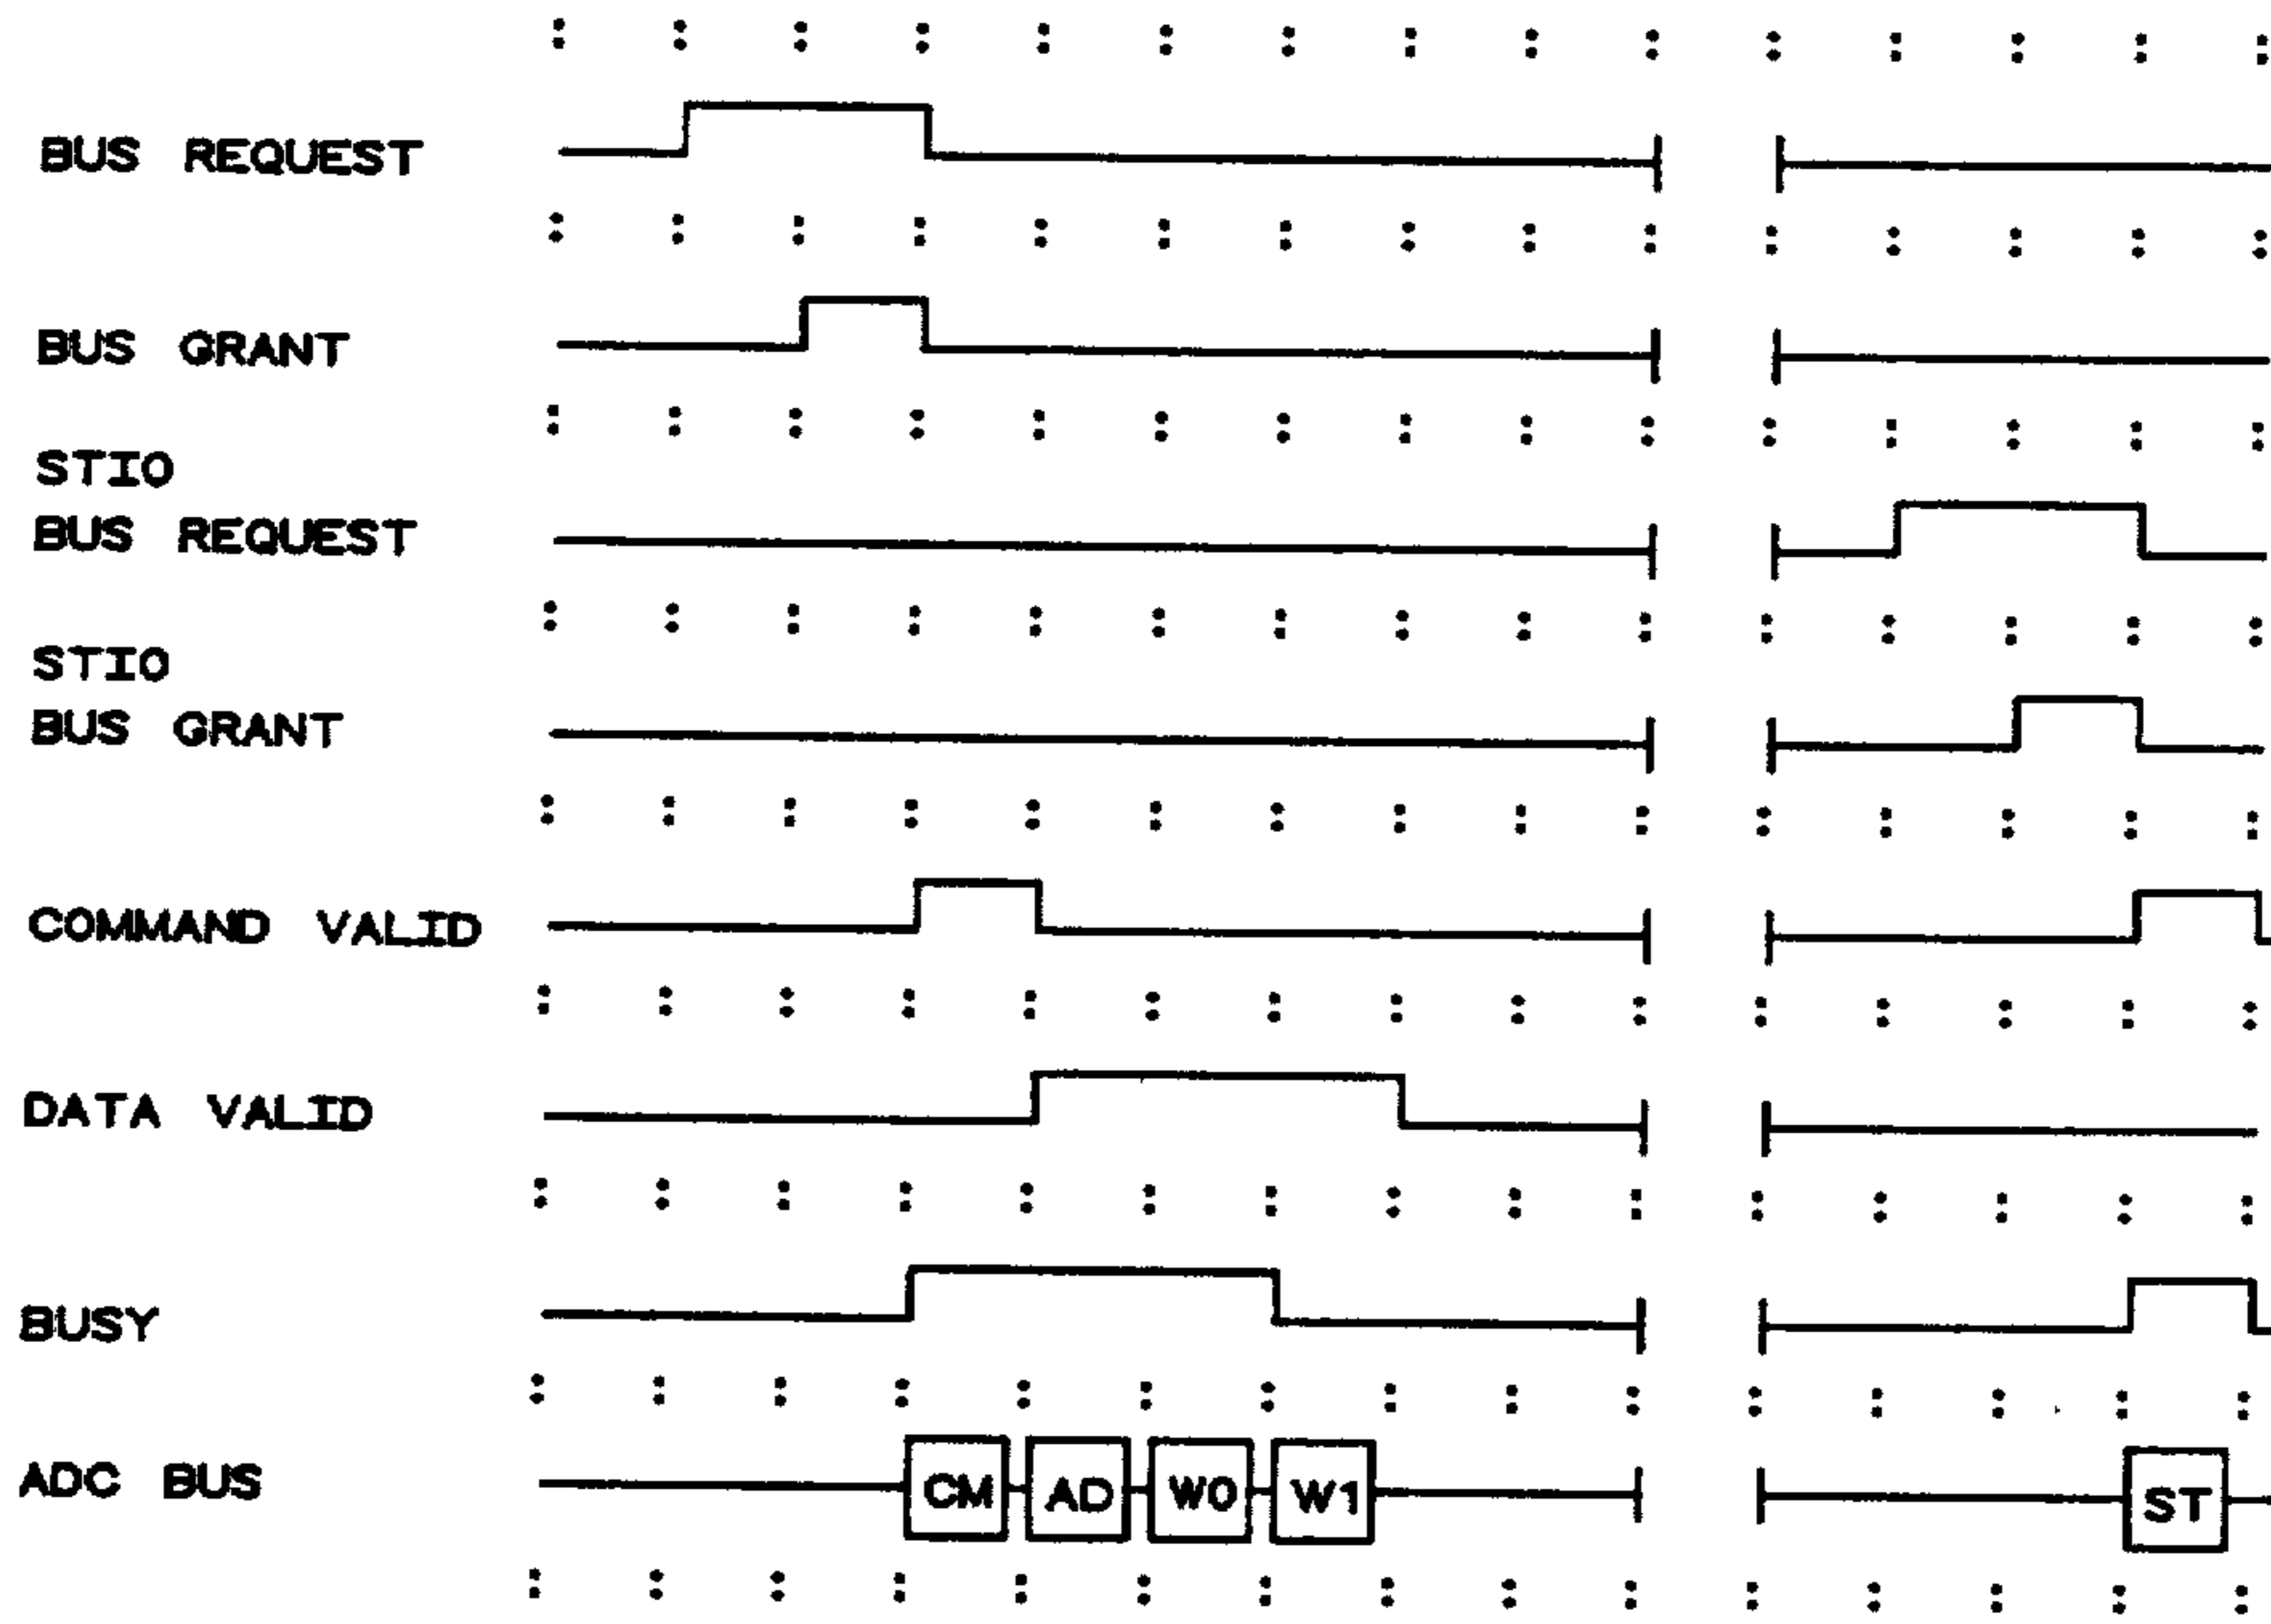 BUS REQUEST
BUS GRANT
STIO
BUS REQUEST
STIO
BUS GRANT
COMMAND VALID
DATA VALID
BUSY
ADC BUS
CM AD W0 W1 ST